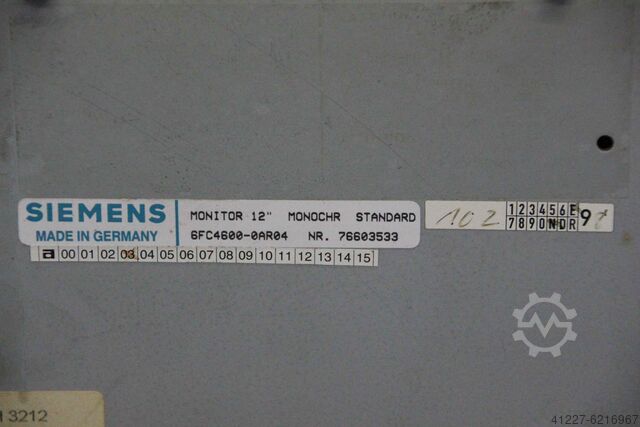 SIEMENS
MADE IN GERMANY
MONITOR 12" MONOCHR STANDARD
6FC4600-0AR04 NR. 76603533
a 00 01 02 03 04 05 06 07 08 09 10 11 12 13 14 15
102
123456E
7890NDR
9
3212
41227-6216967